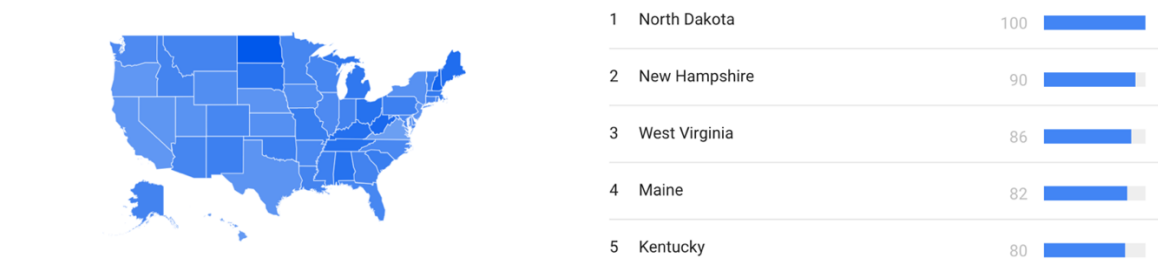 1 North Dakota 100
2 New Hampshire 90
3 West Virginia 86
4 Maine 82
5 Kentucky 80